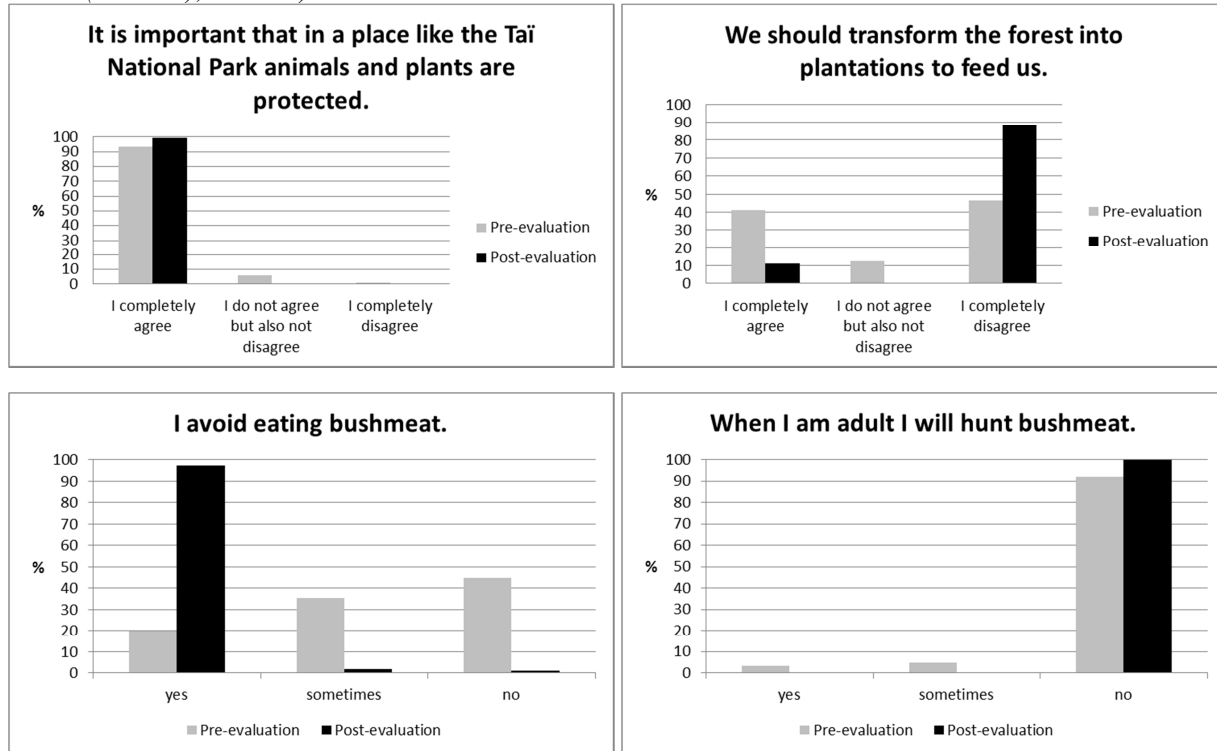 It is important that in a place like the Taï
National Park animals and plants are
protected.
100
90
80
70
60
50
40
30
20
10
0
%
I completely
agree
I do not agree
but also not
disagree
I completely
disagree
Pre-evaluation
Post-evaluation
We should transform the forest into
plantations to feed us.
100
90
80
70
60
50
40
30
20
10
0
%
I completely
agree
I do not agree
but also not
disagree
I completely
disagree
Pre-evaluation
Post-evaluation
I avoid eating bushmeat.
100
90
80
70
60
50
40
30
20
10
0
%
yes
sometimes
no
Pre-evaluation
Post-evaluation
When I am adult I will hunt bushmeat.
100
90
80
70
60
50
40
30
20
10
0
%
yes
sometimes
no
Pre-evaluation
Post-evaluation